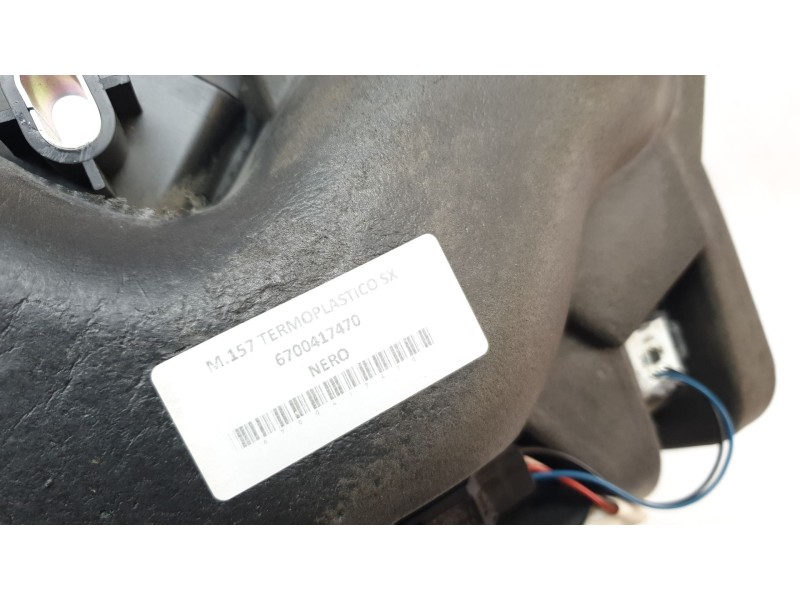 M.157 TERMOPLASTICO SX
6700417470
NERO